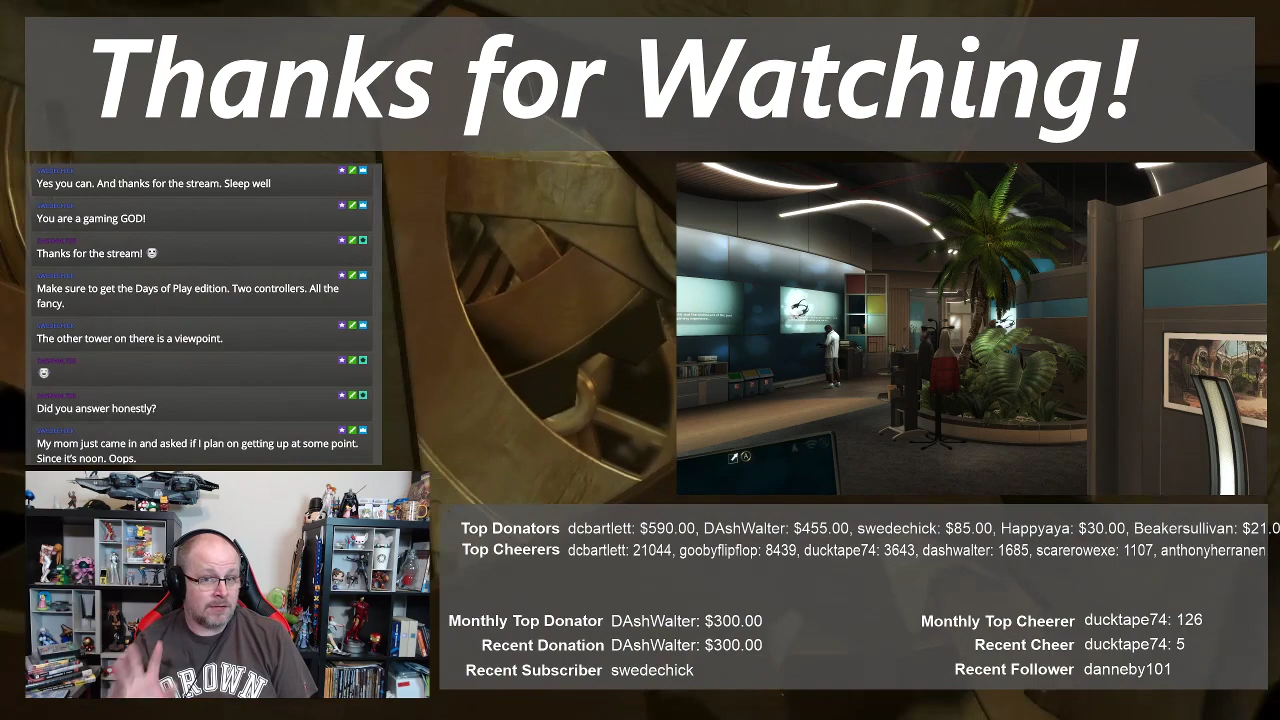 Thanks for Watching!
Yes you can. And thanks for the stream. Sleep well
You are a gaming GOD!
Thanks for the stream!
Make sure to get the Days of Play edition. Two controllers. All the
fancy.
The other tower on there is a viewpoint.
Did you answer honestly?
My mom just came in and asked if I plan on getting up at some point.
Since it's noon. Oops.
Top Donators dcbartlett: $590.00, DAshWalter: $455.00, swedechick: $85.00, Happyaya: $30.00, Beakersullivan: $21.0
Top Cheerers dcbartlett: 21044, goobyflipflop: 8439, ducktape74: 3643, dashwalter: 1685, scarerowexe: 1107, anthonyherranen
Monthly Top Donator DAshWalter: $300.00
Recent Donation DAshWalter: $300.00
Recent Subscriber swedechick
Monthly Top Cheerer ducktape74: 126
Recent Cheer ducktape74: 5
Recent Follower danneby101